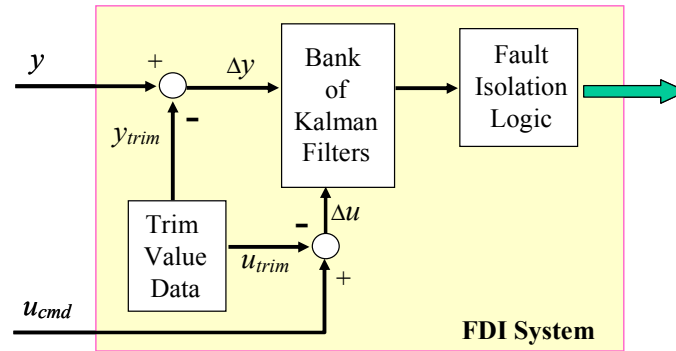 y
+
Δy
-
y_trim
Bank
of
Kalman
Filters
Fault
Isolation
Logic
Trim
Value
Data
u_trim
-
Δu
+
u_cmd
FDI System